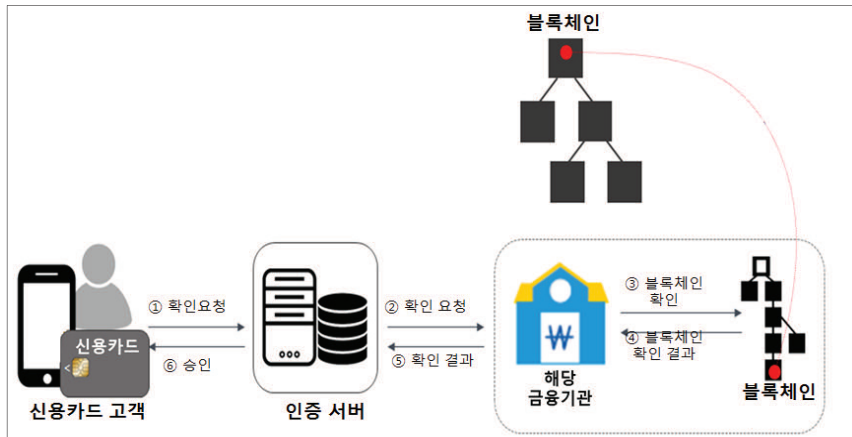 블록체인
① 확인요청
② 확인 요청
③ 블록체인
확인
④ 블록체인
확인 결과
⑤ 확인 결과
⑥ 승인
신용카드
₩
신용카드 고객
인증 서버
해당
금융기관
블록체인